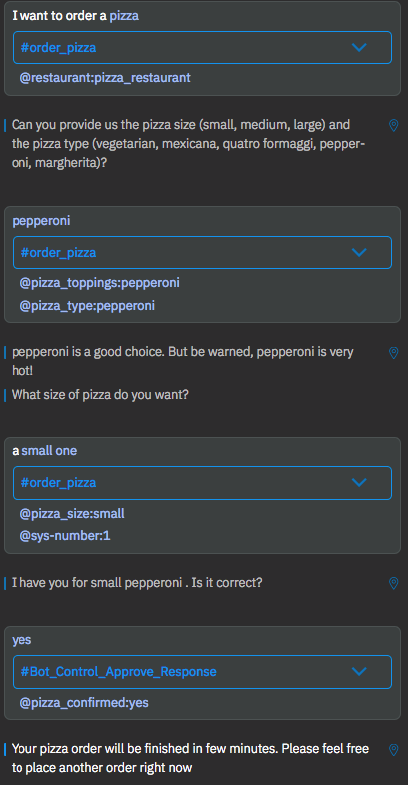 I want to order a pizza
#order_pizza
@restaurant:pizza_restaurant
Can you provide us the pizza size (small, medium, large) and
the pizza type (vegetarian, mexicana, quatro formaggi, pepper-
oni, margherita)?
pepperoni
#order_pizza
@pizza_toppings:pepperoni
@pizza_type:pepperoni
pepperoni is a good choice. But be warned, pepperoni is very
hot!
What size of pizza do you want?
a small one
#order_pizza
@pizza_size:small
@sys-number:1
I have you for small pepperoni . Is it correct?
yes
#Bot_Control_Approve_Response
@pizza_confirmed:yes
Your pizza order will be finished in few minutes. Please feel free
to place another order right now